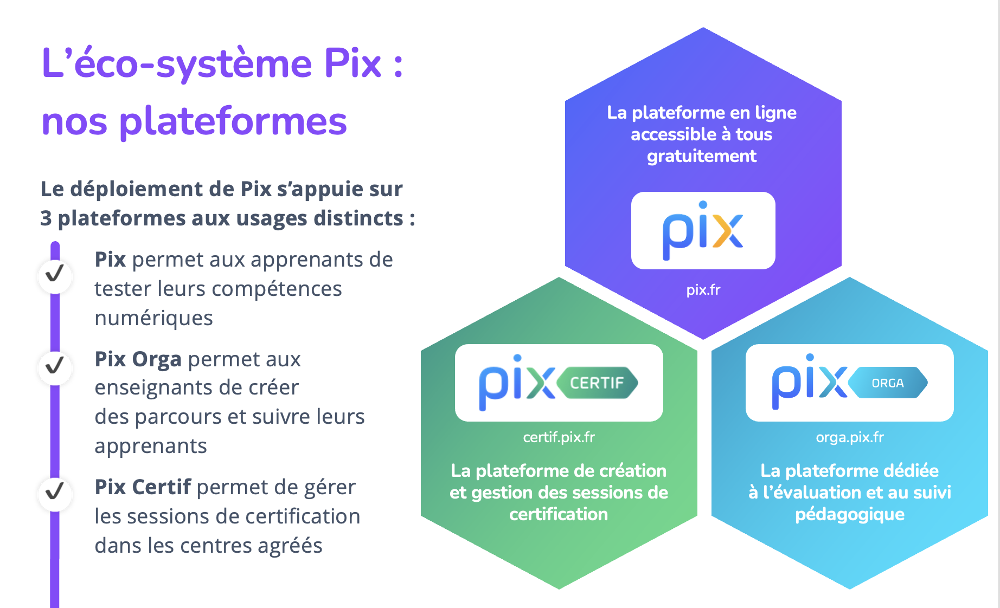 L’éco-système Pix :
nos plateformes
Le déploiement de Pix s’appuie sur
3 plateformes aux usages distincts :
✓
Pix permet aux apprenants de
tester leurs compétences
numériques
✓
Pix Orga permet aux
enseignants de créer
des parcours et suivre leurs
apprenants
✓
Pix Certif permet de gérer
les sessions de certification
dans les centres agréés
La plateforme en ligne
accessible à tous
gratuitement
pix
pix.fr
pix CERTIF
certif.pix.fr
La plateforme de création
et gestion des sessions de
certification
pix ORGA
orga.pix.fr
La plateforme dédiée
à l’évaluation et au suivi
pédagogique